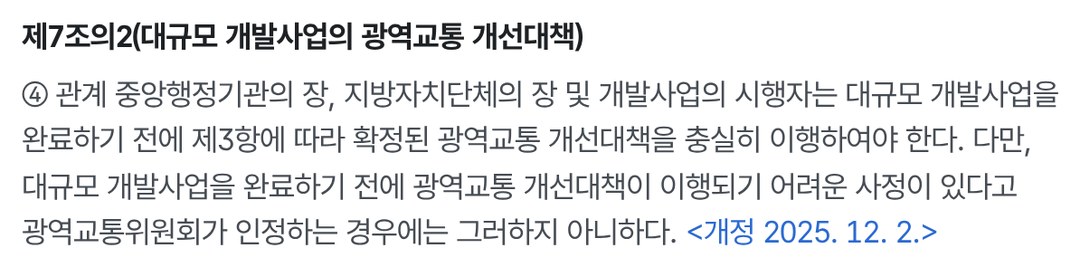 제7조의2(대규모 개발사업의 광역교통 개선대책)
④ 관계 중앙행정기관의 장, 지방자치단체의 장 및 개발사업의 시행자는 대규모 개발사업을
완료하기 전에 제3항에 따라 확정된 광역교통 개선대책을 충실히 이행하여야 한다. 다만,
대규모 개발사업을 완료하기 전에 광역교통 개선대책이 이행되기 어려운 사정이 있다고
광역교통위원회가 인정하는 경우에는 그러하지 아니하다. <개정 2025. 12. 2.>